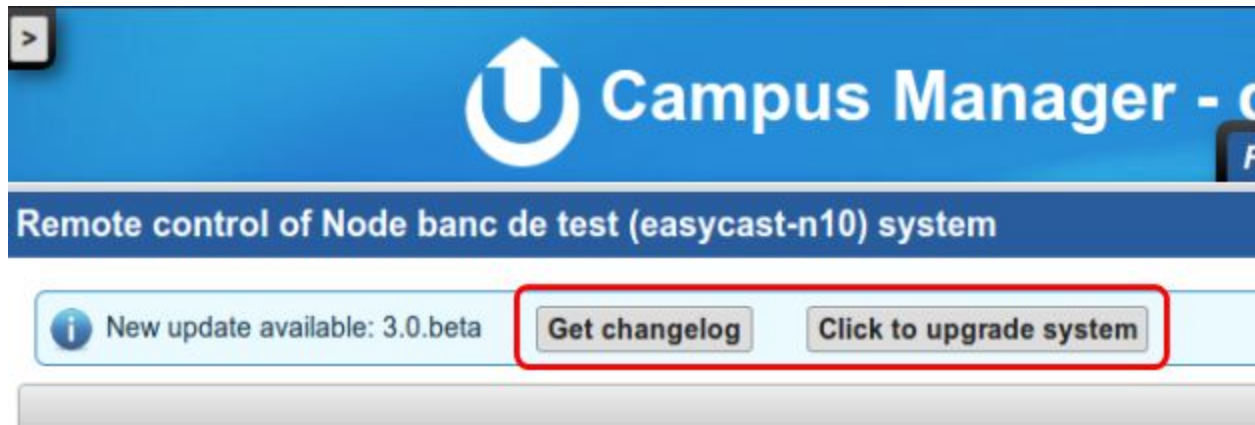 >
Campus Manager -
Remote control of Node banc de test (easycast-n10) system
New update available: 3.0.beta Get changelog Click to upgrade system